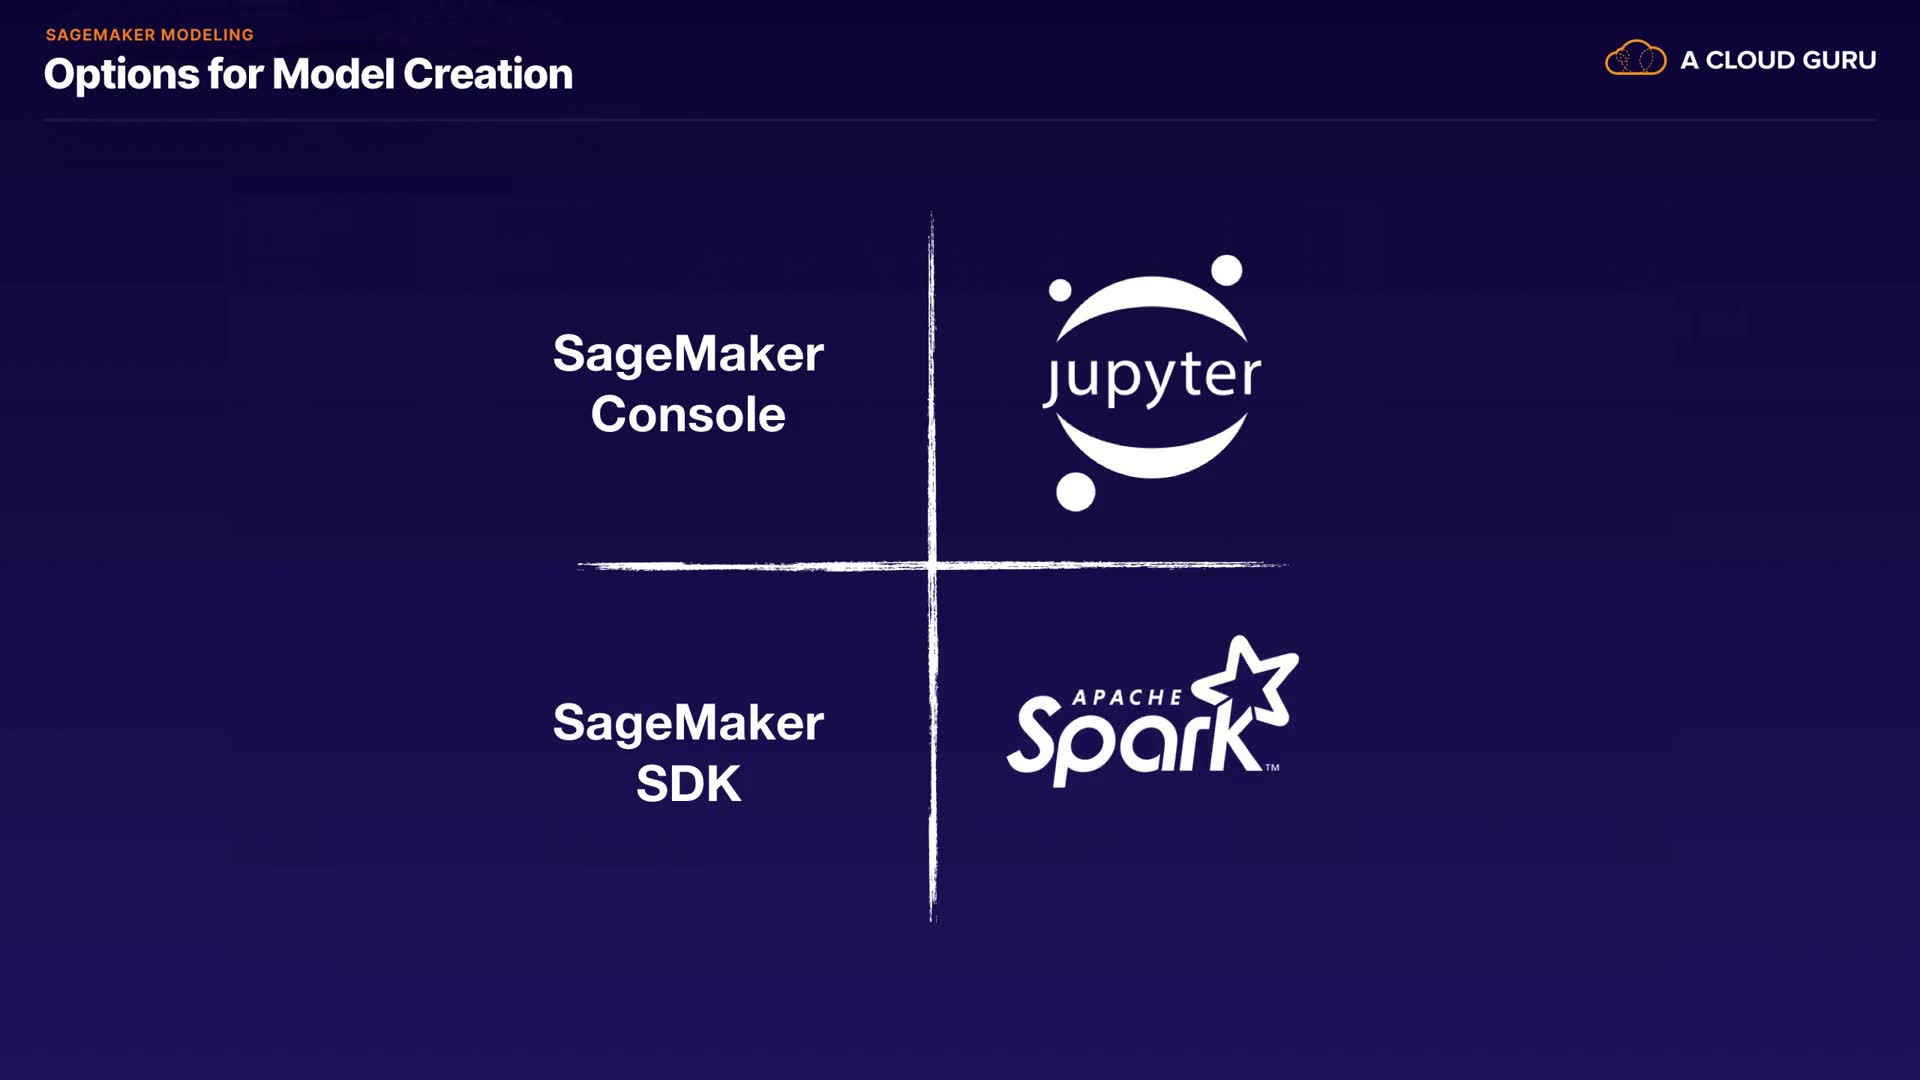 SAGEMAKER MODELING
Options for Model Creation
A CLOUD GURU
SageMaker
Console
jupyter
SageMaker
SDK
APACHE
Spark™